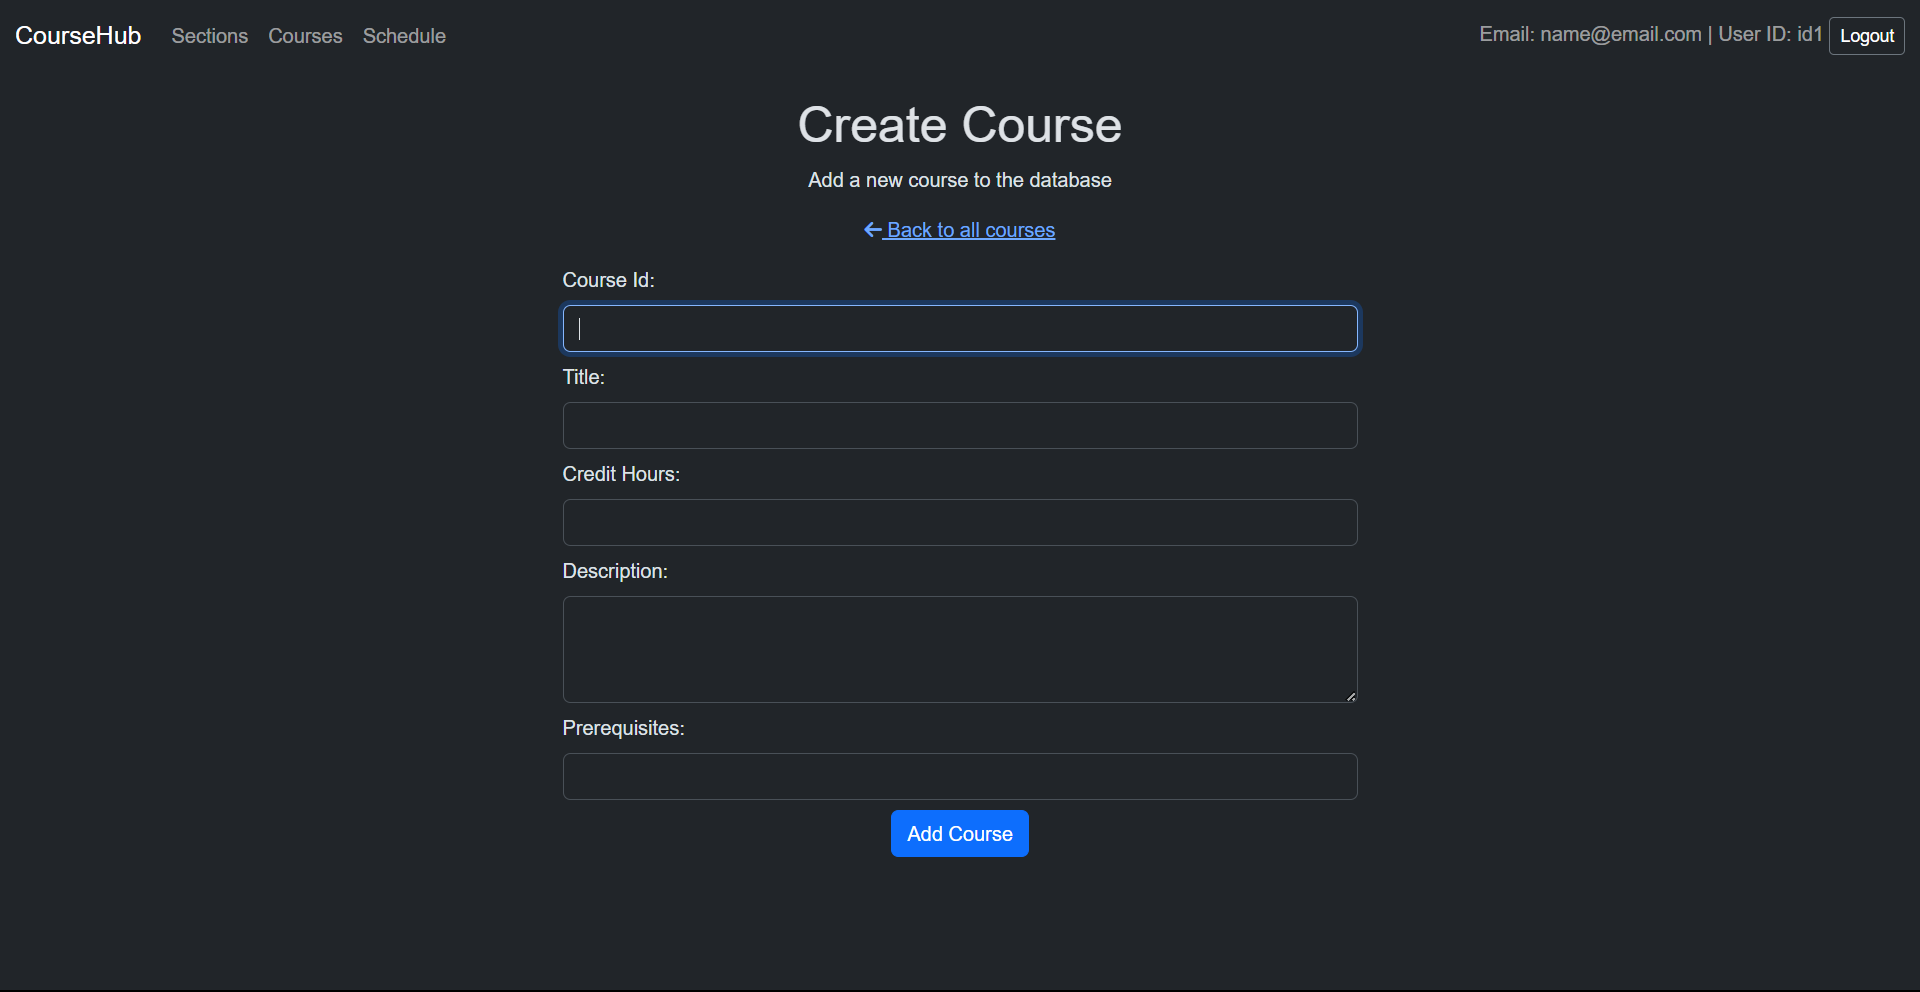 CourseHub Sections Courses Schedule Email: name@email.com | User ID: id1 Logout
Create Course
Add a new course to the database
Back to all courses
Course Id:
Title:
Credit Hours:
Description:
Prerequisites:
Add Course